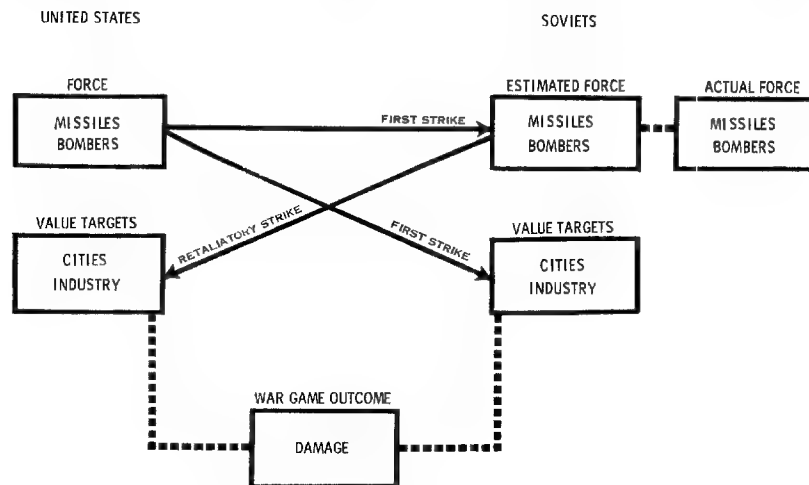 UNITED STATES
SOVIETS
FORCE
ESTIMATED FORCE
ACTUAL FORCE
MISSILES
BOMBERS
FIRST STRIKE
MISSILES
BOMBERS
MISSILES
BOMBERS
VALUE TARGETS
RETALIATORY STRIKE
FIRST STRIKE
VALUE TARGETS
CITIES
INDUSTRY
CITIES
INDUSTRY
WAR GAME OUTCOME
DAMAGE